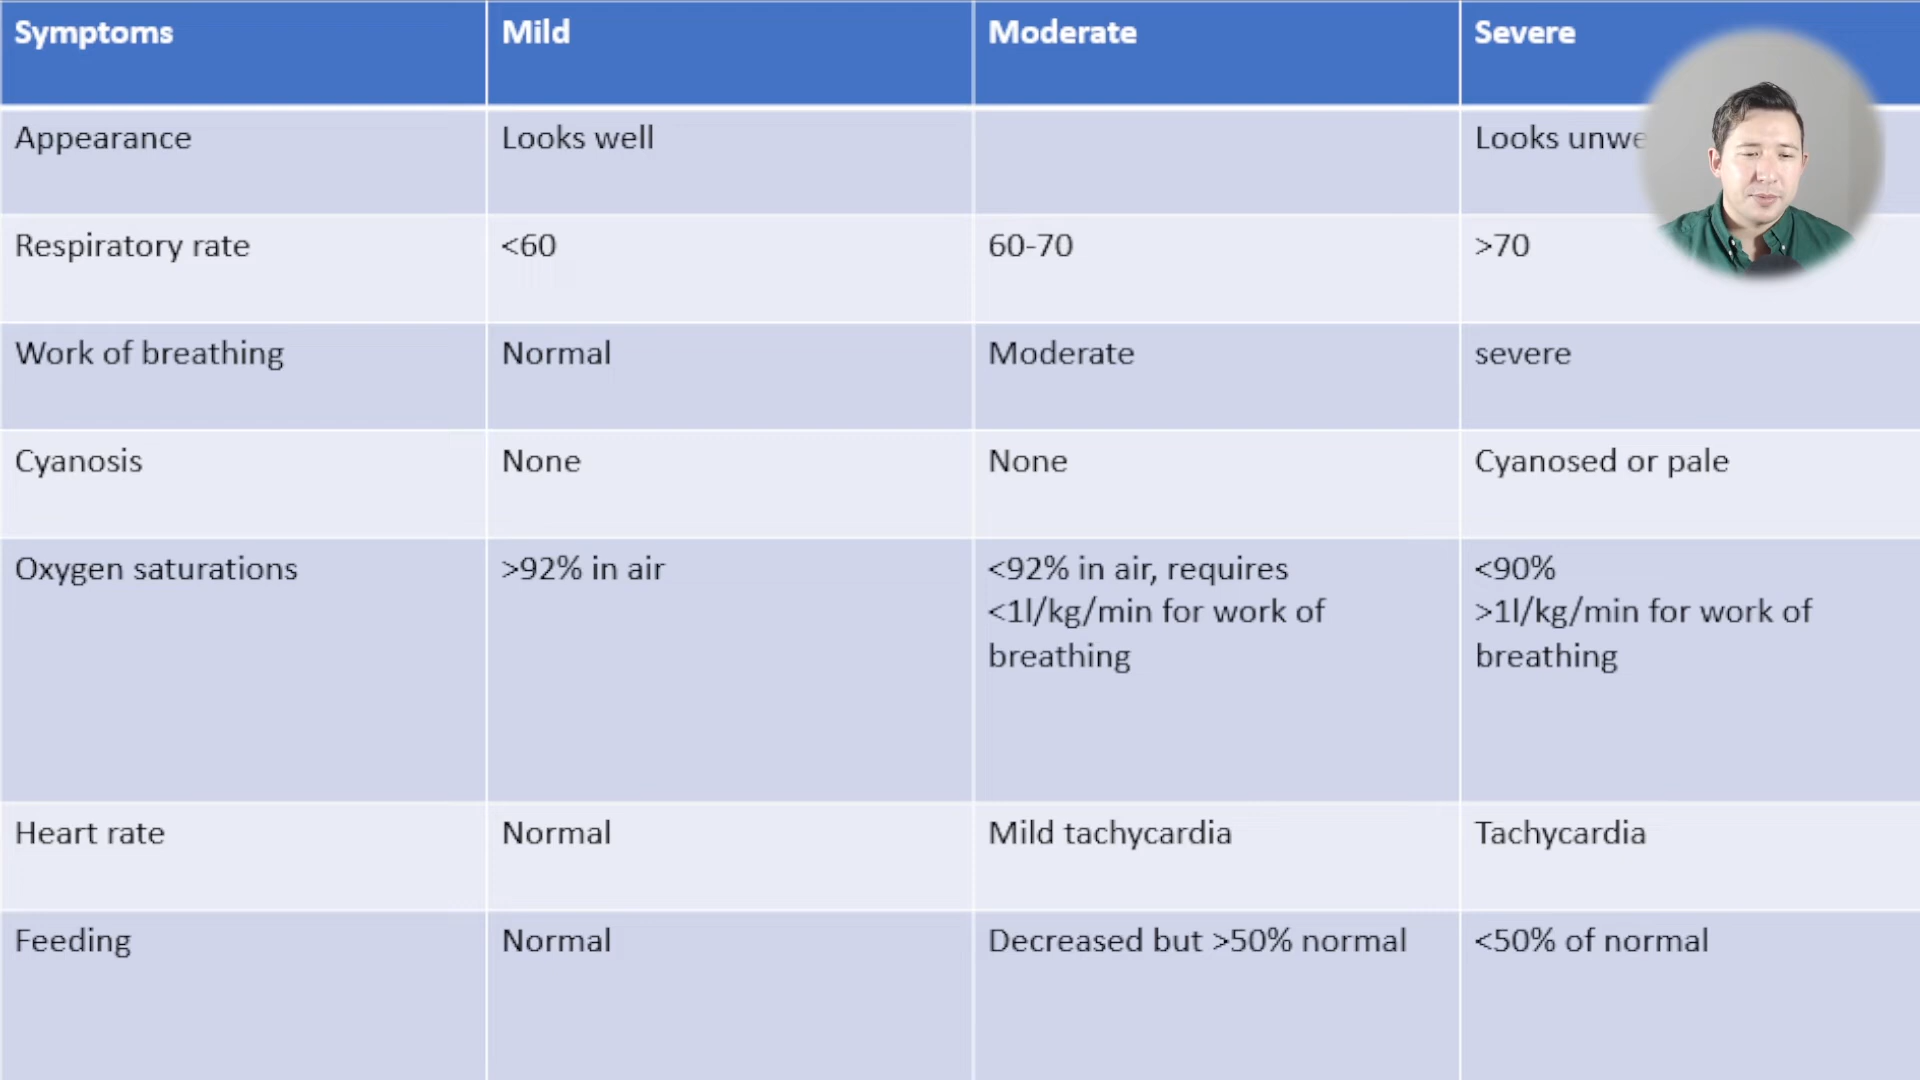 Symptoms
Mild
Moderate
Severe
Appearance
Looks well
Looks
Respiratory rate
<60
60-70
>70
Work of breathing
Normal
Moderate
severe
Cyanosis
None
None
Cyanosed or pale
Oxygen saturations
>92% in air
<92% in air, requires
<1l/kg/min for work of
breathing
<90%
>1l/kg/min for work of
breathing
Heart rate
Normal
Mild tachycardia
Tachycardia
Feeding
Normal
Decreased but >50% normal
<50% of normal